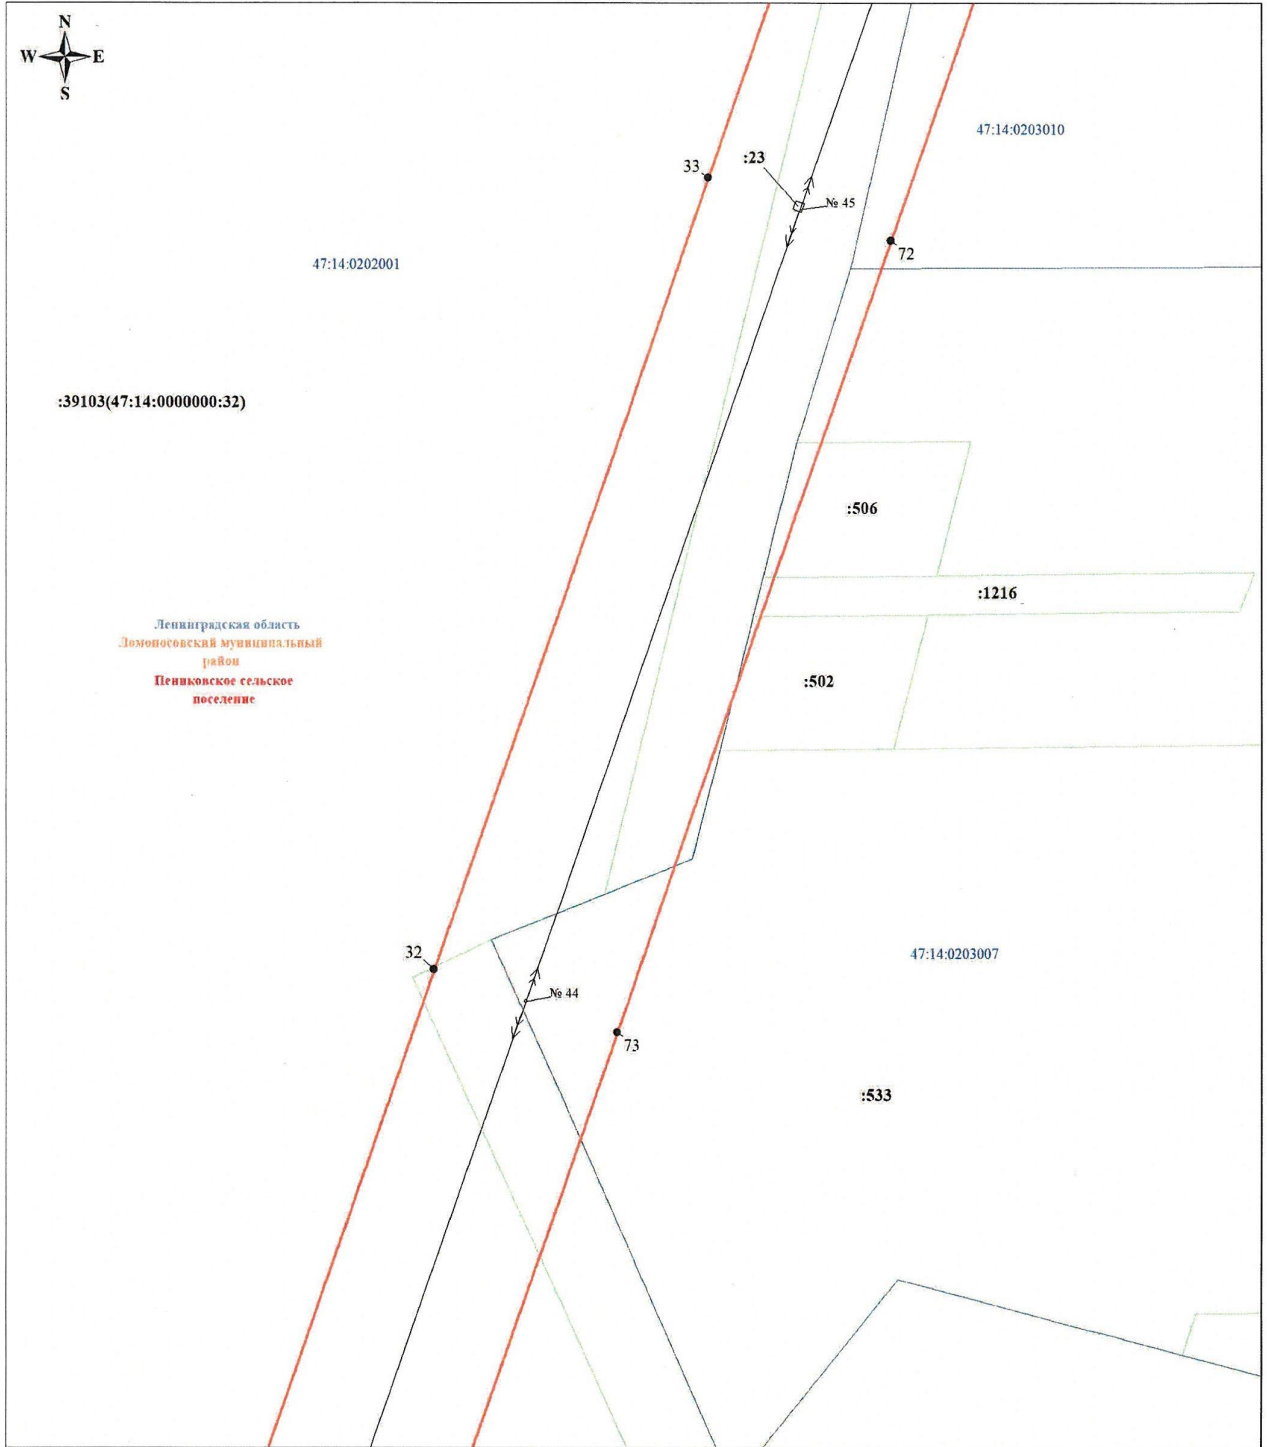 N
W E
S
47:14:0203010
33
:23
№ 45
72
47:14:0202001
:39103(47:14:0000000:32)
:506
:1216
Ленинградская область
Ломоносовский муниципальный
район
Пениковское сельское
поселение
:502
32
47:14:0203007
№ 44
73
:533